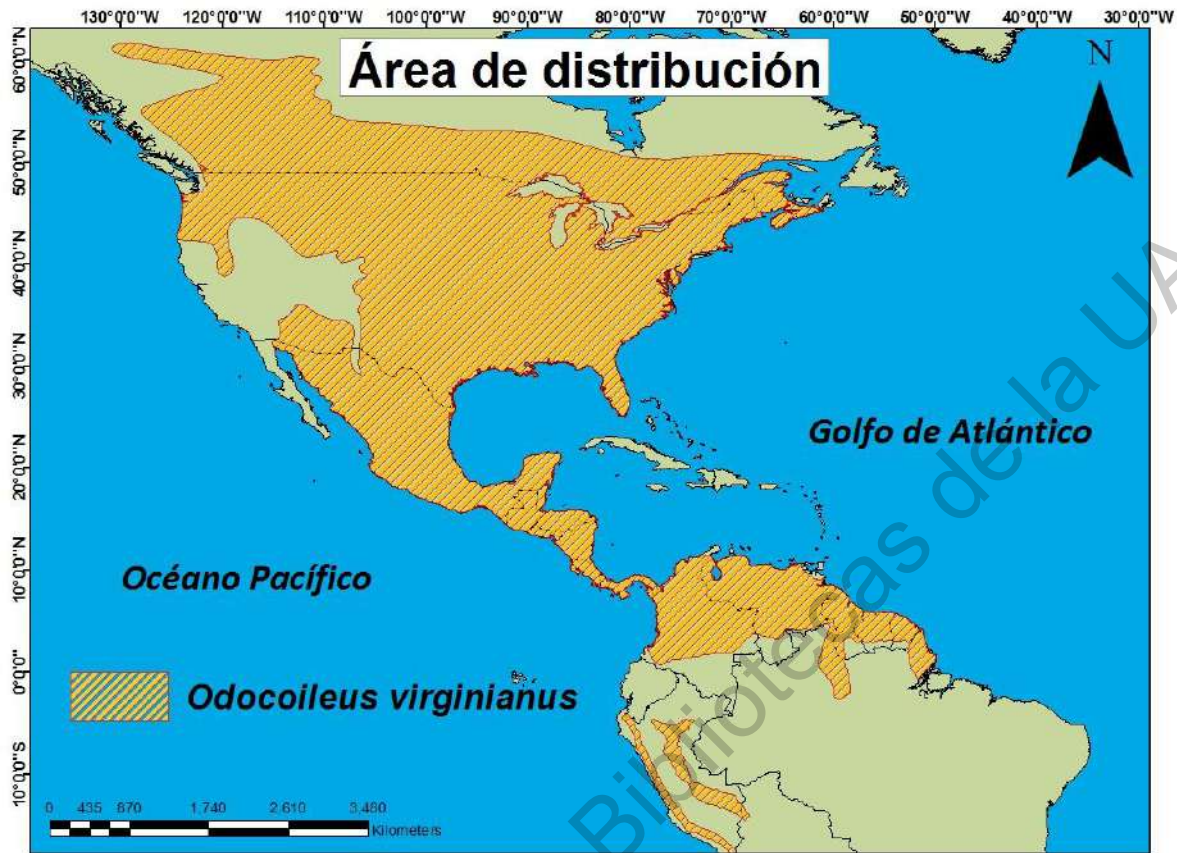 130°0'0"W 120°0'0"W 110°0'0"W 100°0'0"W 90°0'0"W 80°0'0"W 70°0'0"W 60°0'0"W 50°0'0"W 40°0'0"W 30°0'0"W
Área de distribución
N
60°0'0"N
50°0'0"N
40°0'0"N
30°0'0"N
20°0'0"N
10°0'0"N
0°0'0"
10°0'0"S
Golfo de Atlántico
Océano Pacífico
Odocoileus virginianus
0 435 870 1,740 2,610 3,480
Kilometers
Bibliotecas de la UA